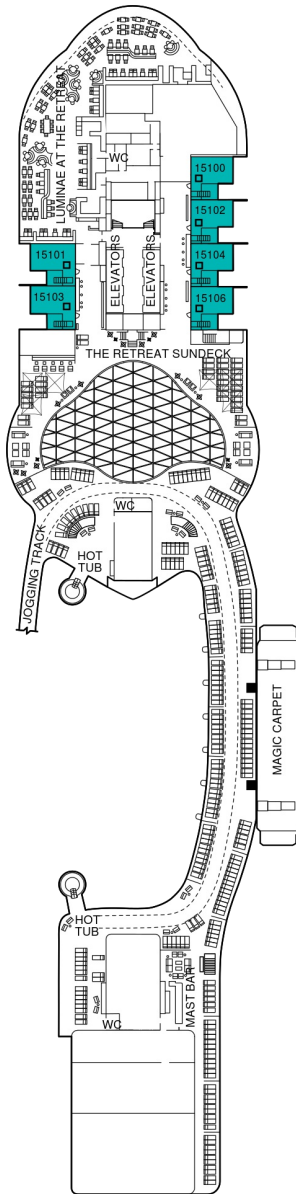 LUMINAE AT THE RETREAT
WC
15100
15102
15101
15104
15103
15106
ELEVATORS
ELEVATORS
THE RETREAT SUNDECK
WC
JOGGING TRACK
HOT
TUB
MAGIC CARPET
HOT
TUB
MAST BAR
WC